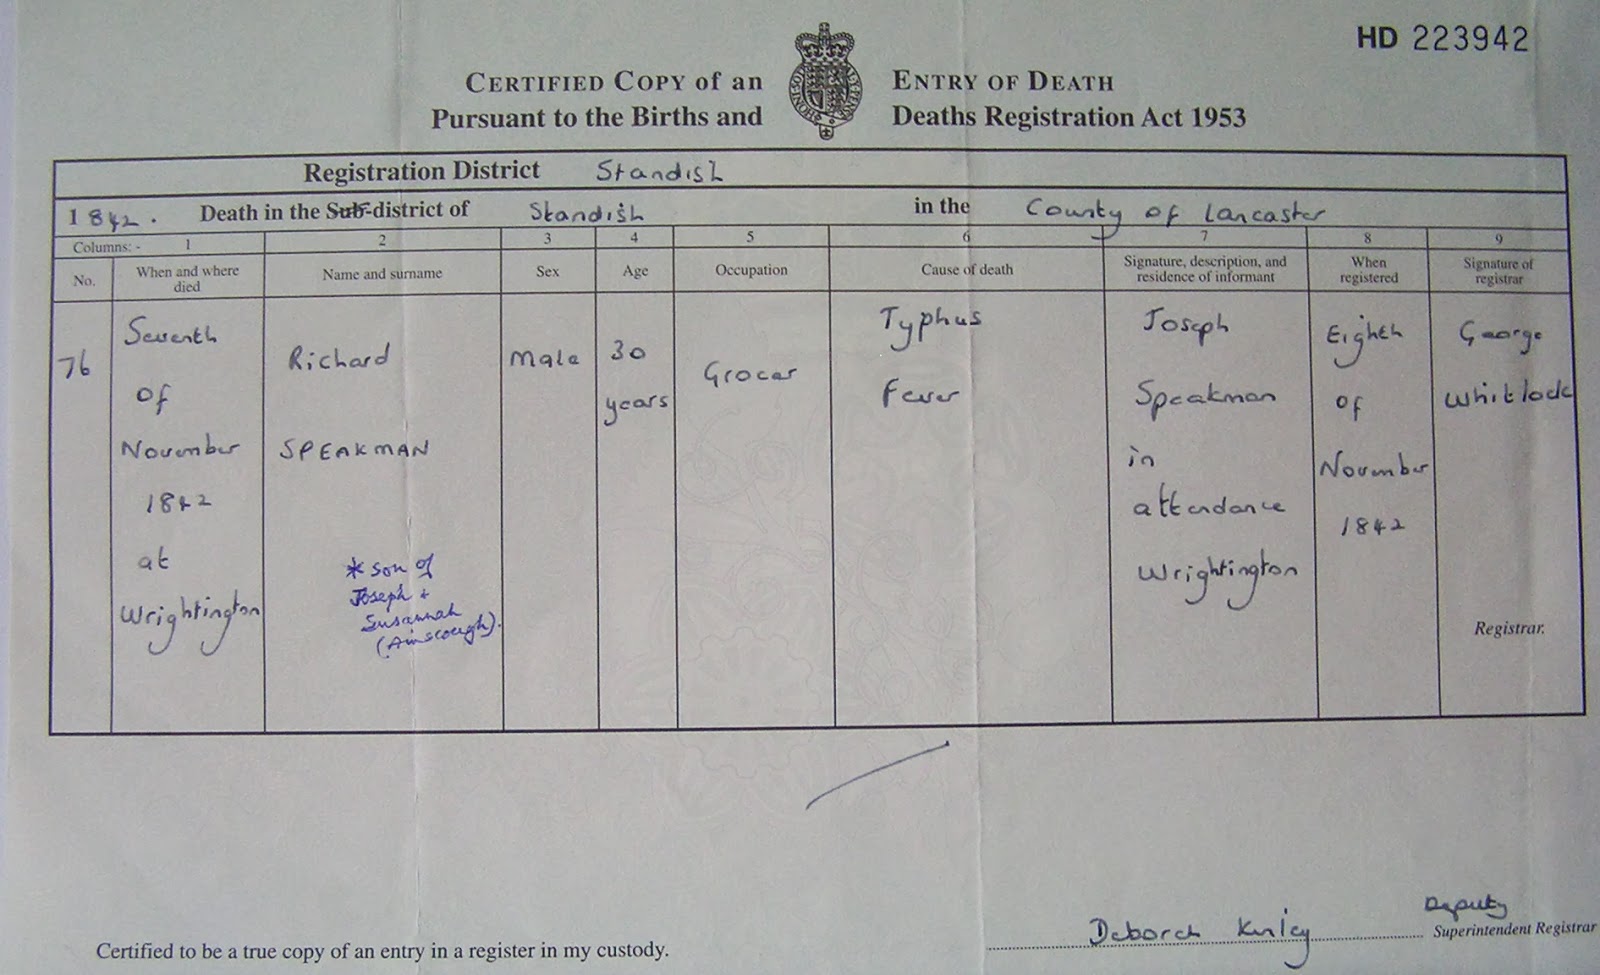 HD 223942
CERTIFIED COPY of an ENTRY OF DEATH
Pursuant to the Births and Deaths Registration Act 1953
Registration District Standish
1842. Death in the Sub-district of Standish in the County of Lancaster
Columns:- 1 2 3 4 5 6 7 8 9
No.
When and where
died
Name and surname
Sex
Age
Occupation
Cause of death
Signature, description, and
residence of informant
When
registered
Signature of
registrar
76
Seventh
of
November
1842
at
Wrightington
Richard
SPEAKMAN
* son of
Joseph &
Susannah
(Ainscough).
Male
30
years
Grocer
Typhus
Fever
Joseph
Speakman
in
attendance
Wrightington
Eighth
of
November
1842
George
Whitlock
Registrar.
Certified to be a true copy of an entry in a register in my custody.
Deborah
Deputy
Superintendent Registrar